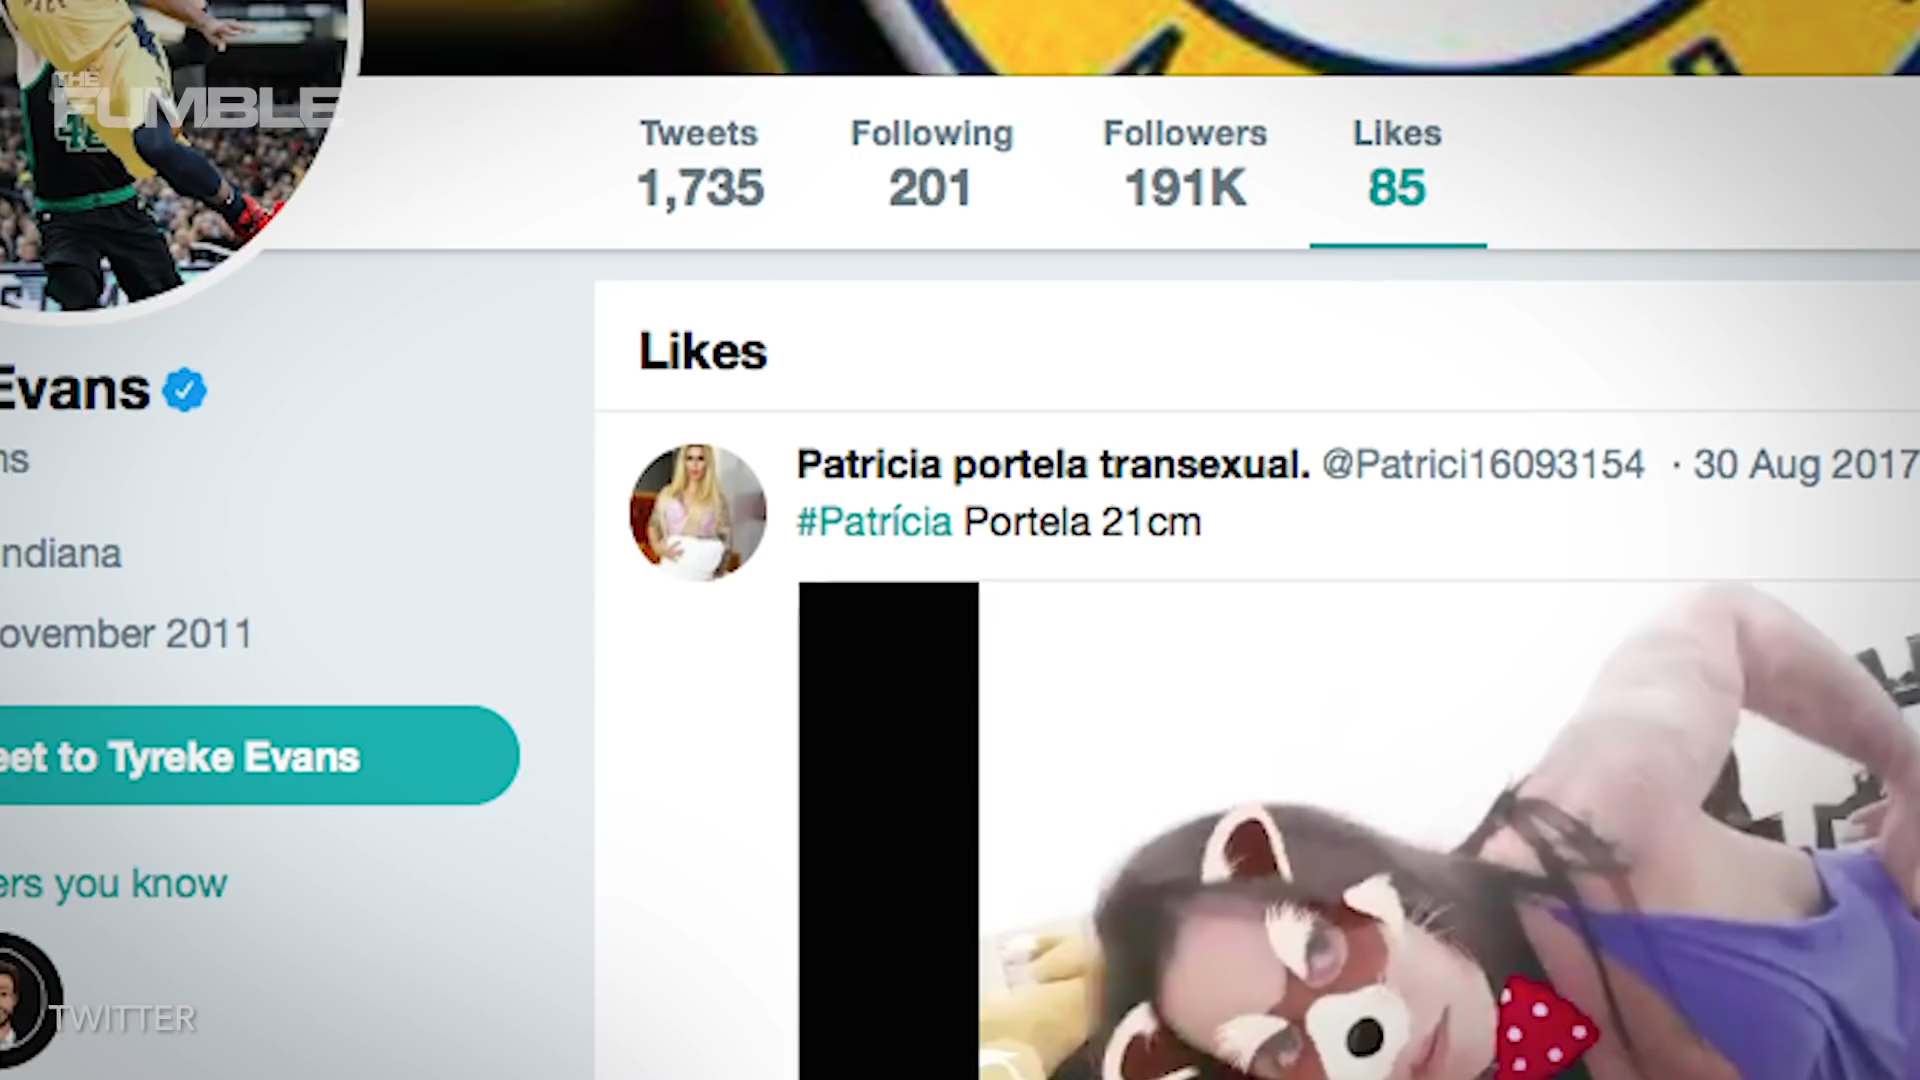 THE
FUMBLE
Tweets Following Followers Likes
1,735 201 191K 85
Likes
Evans
ns
ndiana
ovember 2011
eet to Tyreke Evans
ers you know
Patricia portela transexual. @Patrici16093154 · 30 Aug 2017
#Patrícia Portela 21cm
TWITTER